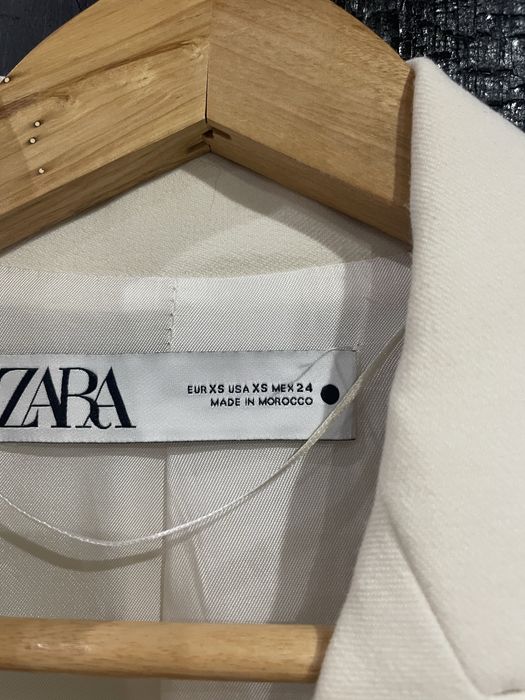 ZARA
EUR XS USA XS MEX 24
MADE IN MOROCCO